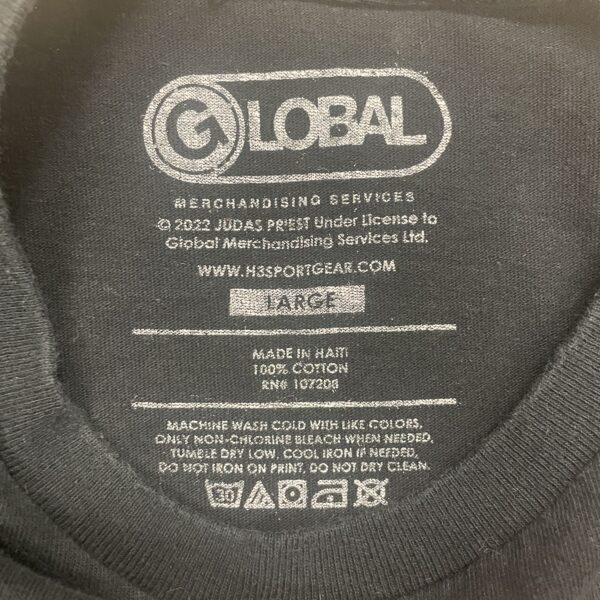 GLOBAL
MERCHANDISING SERVICES
© 2022 JUDAS PRIEST Under License to
Global Merchandising Services Ltd.
WWW.H3SPORTGEAR.COM
LARGE
MADE IN HAITI
100% COTTON
RN# 107208
MACHINE WASH COLD WITH LIKE COLORS,
ONLY NON-CHLORINE BLEACH WHEN NEEDED,
TUMBLE DRY LOW, COOL IRON IF NEEDED,
DO NOT IRON ON PRINT, DO NOT DRY CLEAN.
30